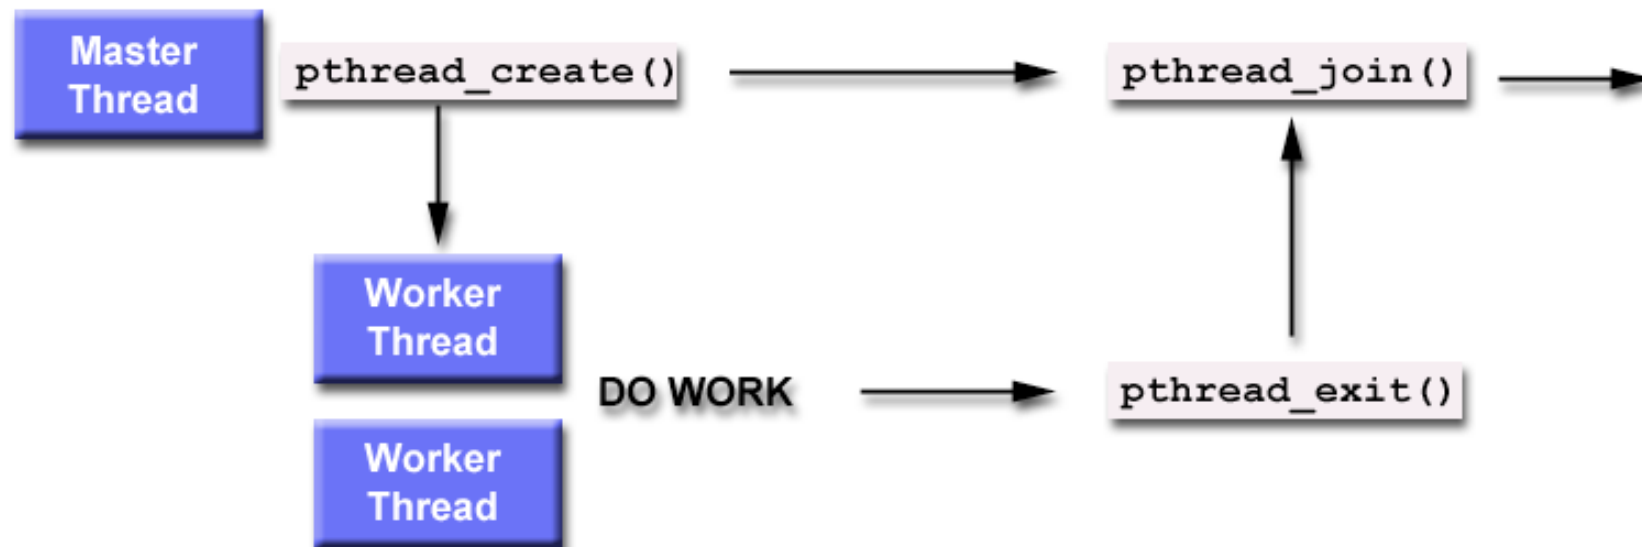 Master
Thread
pthread_create()
pthread_join()
Worker
Thread
DO WORK
pthread_exit()
Worker
Thread